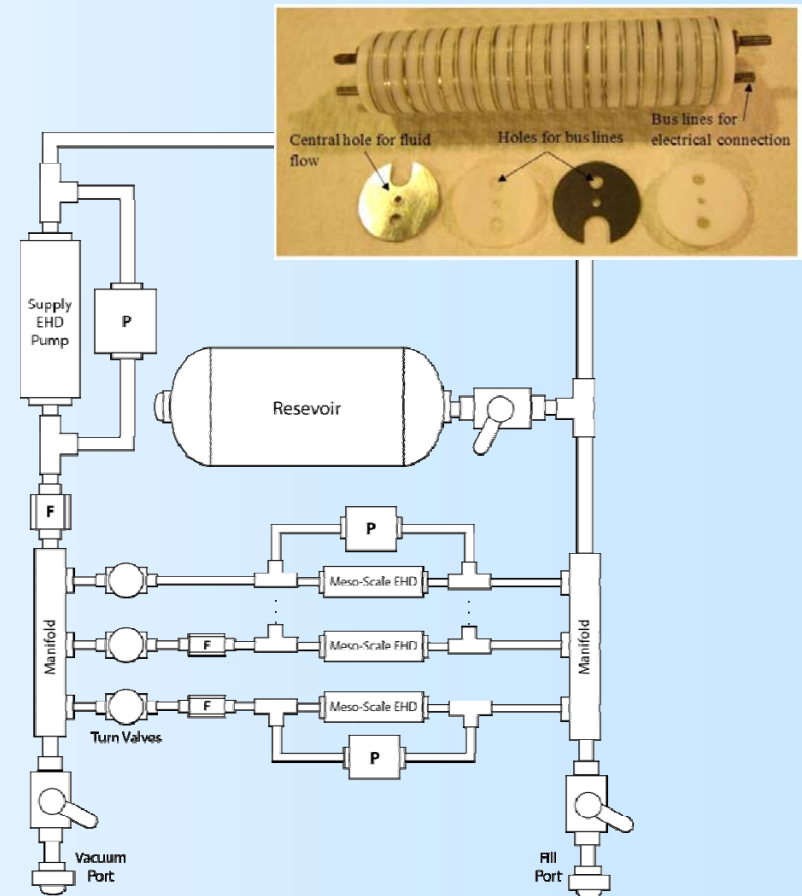 Central hole for fluid
flow
Holes for bus lines
Bus lines for
electrical connection
Supply
EHD
Pump
P
Resevoir
F
P
Manifold
Meso-Scale EHD
Manifold
F
Meso-Scale EHD
F
Meso-Scale EHD
Turn Valves
P
Vacuum
Port
Fill
Port